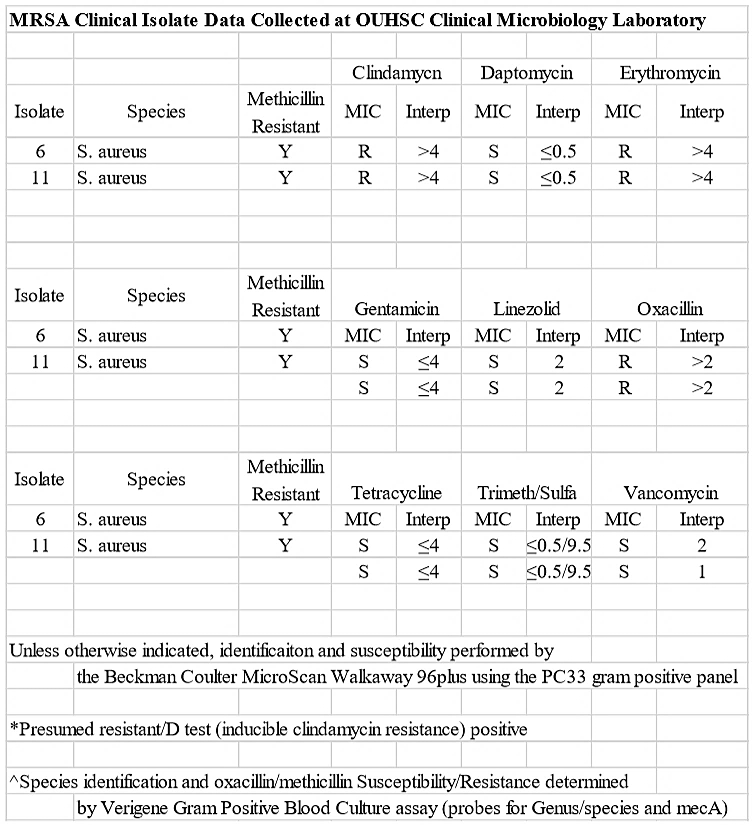 MRSA Clinical Isolate Data Collected at OUHSC Clinical Microbiology Laboratory
Clindamycn Daptomycin Erythromycin
Isolate Species Methicillin Resistant MIC Interp MIC Interp MIC Interp
6 S. aureus Y R >4 S ≤0.5 R >4
11 S. aureus Y R >4 S ≤0.5 R >4
Isolate Species Methicillin Resistant Gentamicin Linezolid Oxacillin
6 S. aureus Y MIC Interp MIC Interp MIC Interp
11 S. aureus Y S ≤4 S 2 R >2
S ≤4 S 2 R >2
Isolate Species Methicillin Resistant Tetracycline Trimeth/Sulfa Vancomycin
6 S. aureus Y MIC Interp MIC Interp MIC Interp
11 S. aureus Y S ≤4 S ≤0.5/9.5 S 2
S ≤4 S ≤0.5/9.5 S 1
Unless otherwise indicated, identificaiton and susceptibility performed by
the Beckman Coulter MicroScan Walkaway 96plus using the PC33 gram positive panel
*Presumed resistant/D test (inducible clindamycin resistance) positive
^Species identification and oxacillin/methicillin Susceptibility/Resistance determined
by Verigene Gram Positive Blood Culture assay (probes for Genus/species and mecA)